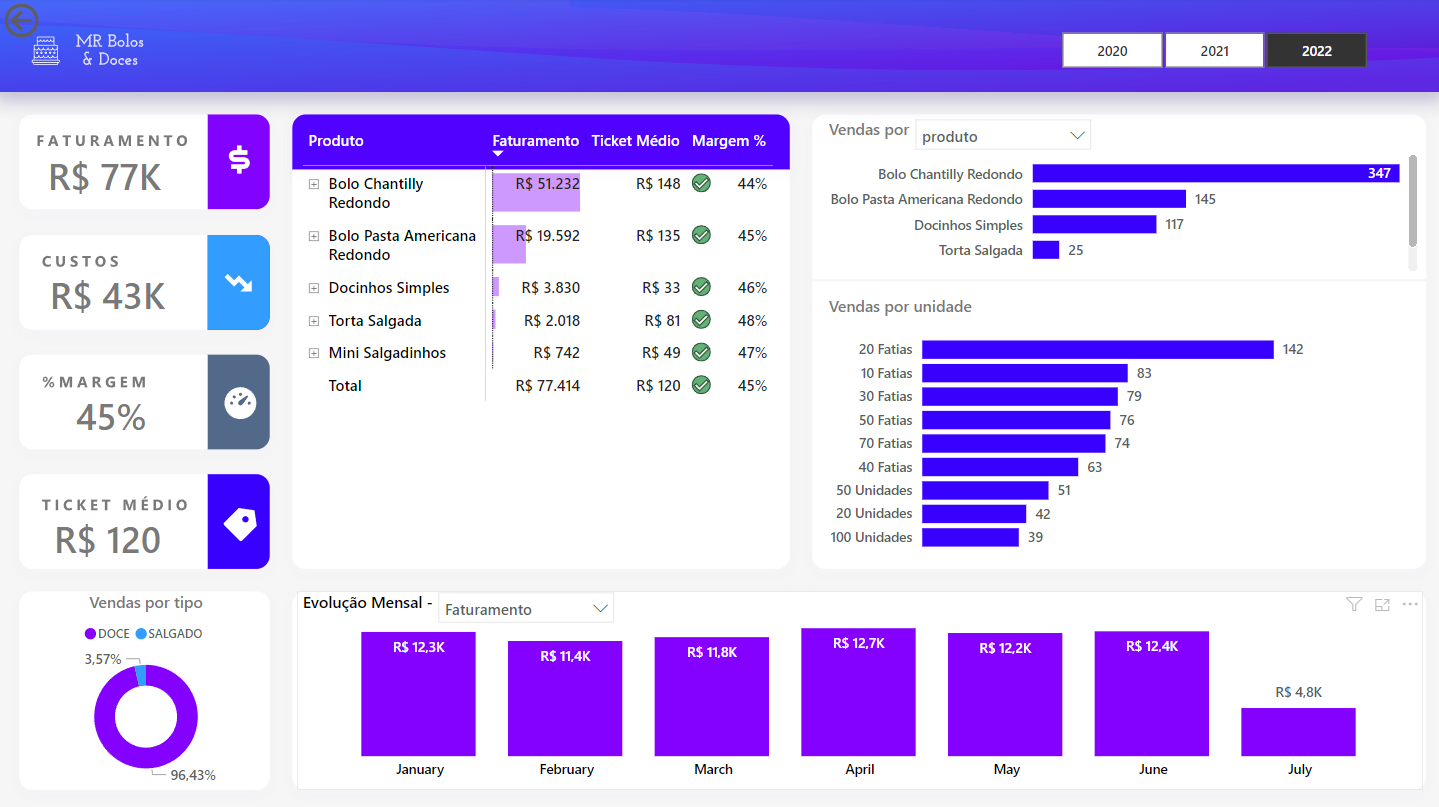 MR Bolos
& Doces
2020
2021
2022
FATURAMENTO
R$ 77K
CUSTOS
R$ 43K
%MARGEM
45%
TICKET MÉDIO
R$ 120
Produto Faturamento Ticket Médio Margem %
Bolo Chantilly
Redondo
R$ 51.232 R$ 148 44%
Bolo Pasta Americana
Redondo
R$ 19.592 R$ 135 45%
Docinhos Simples R$ 3.830 R$ 33 46%
Torta Salgada R$ 2.018 R$ 81 48%
Mini Salgadinhos R$ 742 R$ 49 47%
Total R$ 77.414 R$ 120 45%
Vendas por produto
Bolo Chantilly Redondo 347
Bolo Pasta Americana Redondo 145
Docinhos Simples 117
Torta Salgada 25
Vendas por unidade
20 Fatias 142
10 Fatias 83
30 Fatias 79
50 Fatias 76
70 Fatias 74
40 Fatias 63
50 Unidades 51
20 Unidades 42
100 Unidades 39
Vendas por tipo
DOCE SALGADO
3,57%
96,43%
Evolução Mensal - Faturamento
R$ 12,3K R$ 11,4K R$ 11,8K R$ 12,7K R$ 12,2K R$ 12,4K R$ 4,8K
January February March April May June July